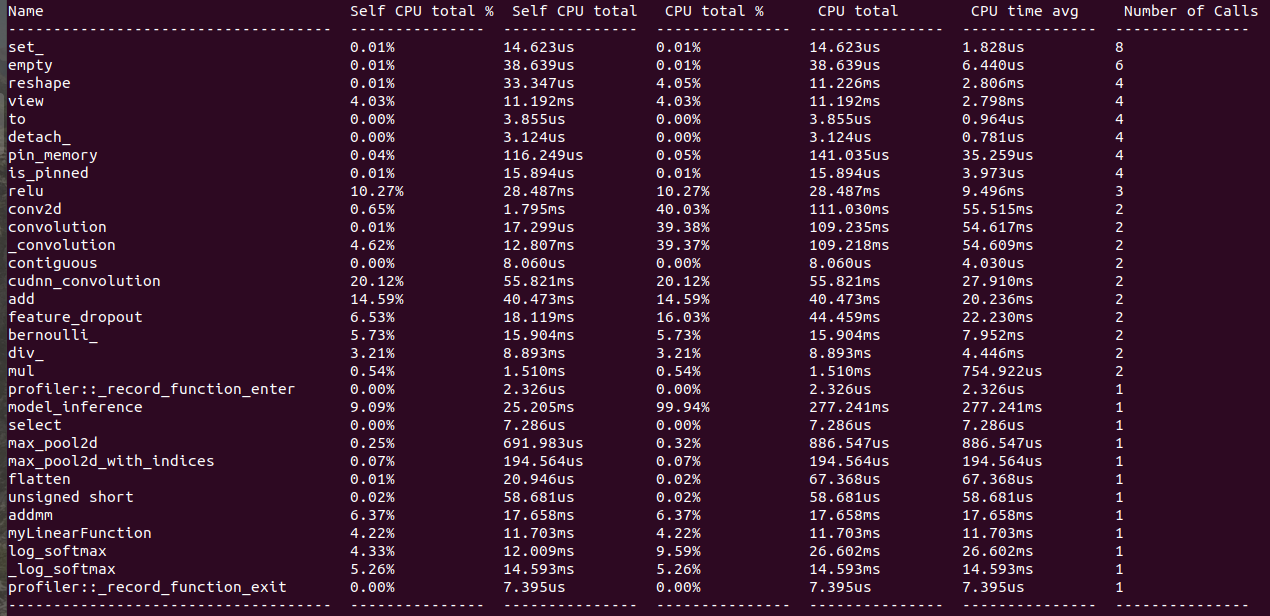 Name Self CPU total % Self CPU total CPU total % CPU total CPU time avg Number of Calls
------------------------------------ --------------- --------------- --------------- --------------- --------------- ---------------
set_ 0.01% 14.623us 0.01% 14.623us 1.828us 8
empty 0.01% 38.639us 0.01% 38.639us 6.440us 6
reshape 0.01% 33.347us 4.05% 11.226ms 2.806ms 4
view 4.03% 11.192ms 4.03% 11.192ms 2.798ms 4
to 0.00% 3.855us 0.00% 3.855us 0.964us 4
detach_ 0.00% 3.124us 0.00% 3.124us 0.781us 4
pin_memory 0.04% 116.249us 0.05% 141.035us 35.259us 4
is_pinned 0.01% 15.894us 0.01% 15.894us 3.973us 4
relu 10.27% 28.487ms 10.27% 28.487ms 9.496ms 3
conv2d 0.65% 1.795ms 40.03% 111.030ms 55.515ms 2
convolution 0.01% 17.299us 39.38% 109.235ms 54.617ms 2
_convolution 4.62% 12.807ms 39.37% 109.218ms 54.609ms 2
contiguous 0.00% 8.060us 0.00% 8.060us 4.030us 2
cudnn_convolution 20.12% 55.821ms 20.12% 55.821ms 27.910ms 2
add 14.59% 40.473ms 14.59% 40.473ms 20.236ms 2
feature_dropout 6.53% 18.119ms 16.03% 44.459ms 22.230ms 2
bernoulli_ 5.73% 15.904ms 5.73% 15.904ms 7.952ms 2
div_ 3.21% 8.893ms 3.21% 8.893ms 4.446ms 2
mul 0.54% 1.510ms 0.54% 1.510ms 754.922us 2
profiler::_record_function_enter 0.00% 2.326us 0.00% 2.326us 2.326us 1
model_inference 9.09% 25.205ms 99.94% 277.241ms 277.241ms 1
select 0.00% 7.286us 0.00% 7.286us 7.286us 1
max_pool2d 0.25% 691.983us 0.32% 886.547us 886.547us 1
max_pool2d_with_indices 0.07% 194.564us 0.07% 194.564us 194.564us 1
flatten 0.01% 20.946us 0.02% 67.368us 67.368us 1
unsigned short 0.02% 58.681us 0.02% 58.681us 58.681us 1
addmm 6.37% 17.658ms 6.37% 17.658ms 17.658ms 1
myLinearFunction 4.22% 11.703ms 4.22% 11.703ms 11.703ms 1
log_softmax 4.33% 12.009ms 9.59% 26.602ms 26.602ms 1
_log_softmax 5.26% 14.593ms 5.26% 14.593ms 14.593ms 1
profiler::_record_function_exit 0.00% 7.395us 0.00% 7.395us 7.395us 1
------------------------------------ --------------- --------------- --------------- --------------- --------------- ---------------